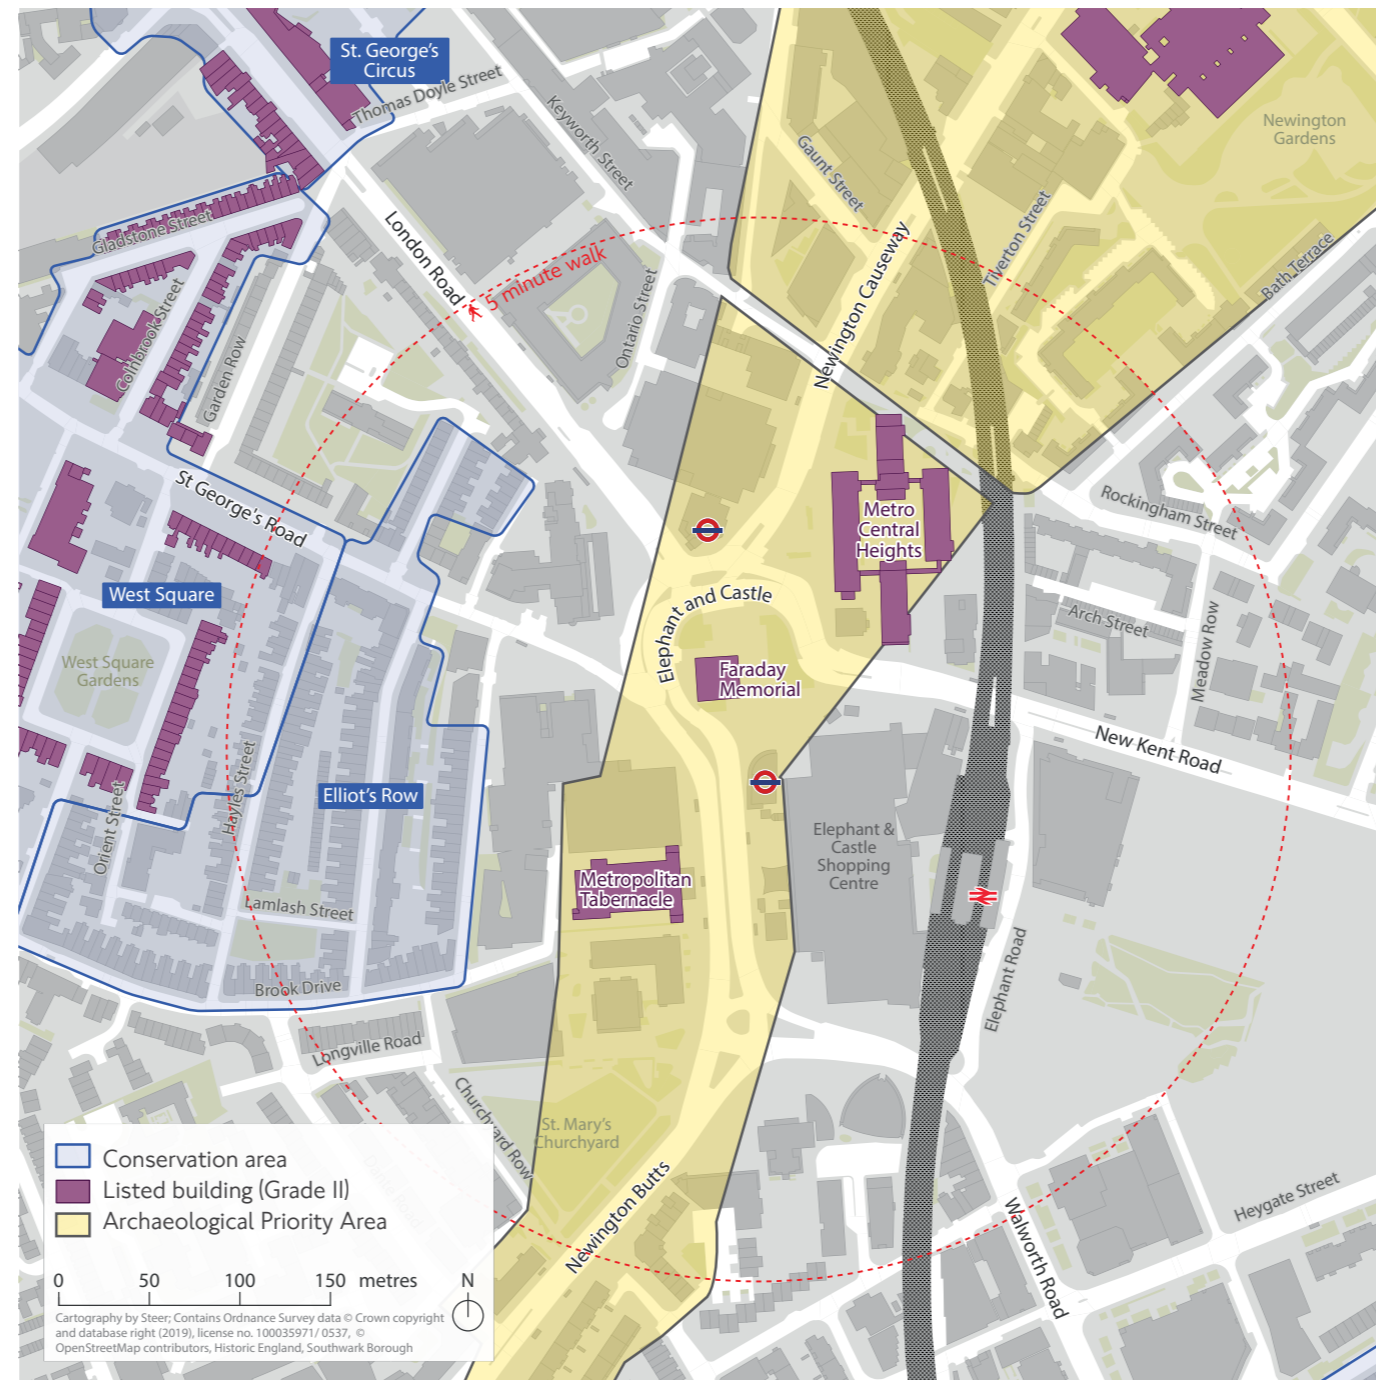 St. George's
Circus
Thomas Doyle Street
Keyworth Street
Gaunt Street
Newington
Gardens
Gladstone Street
London Road
5 minute walk
Ontario Street
Newington Causeway
Tiverton Street
Bath Terrace
Colnbrook Street
Garden Row
St George's Road
Metro
Central
Heights
Rockingham Street
West Square
Elephant and Castle
Arch Street
Meadow Row
West Square
Gardens
Faraday
Memorial
New Kent Road
Hayles Street
Elliot's Row
Orient Street
Elephant &
Castle
Shopping
Centre
Metropolitan
Tabernacle
Lamlash Street
Brook Drive
Elephant Road
Longville Road
Churchyard Row
St. Mary's
Churchyard
Newington Butts
Walworth Road
Heygate Street
Conservation area
Listed building (Grade II)
Archaeological Priority Area
0 50 100 150 metres N
Cartography by Steer; Contains Ordnance Survey data © Crown copyright
and database right (2019), license no. 100035971/ 0537, ©
OpenStreetMap contributors, Historic England, Southwark Borough